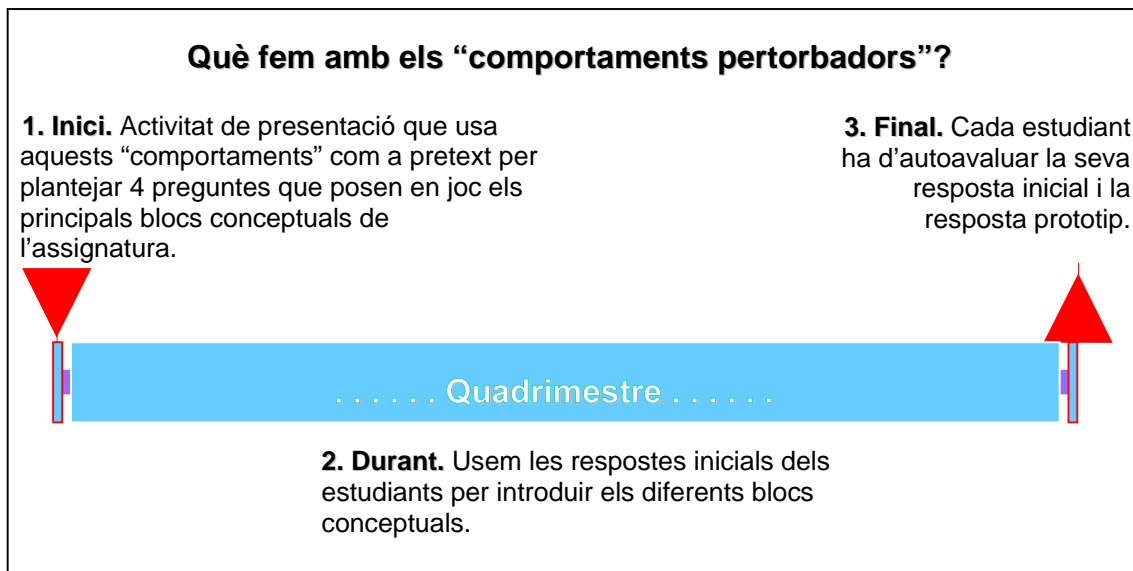 Què fem amb els “comportaments pertorbadors”?
1. Inici. Activitat de presentació que usa
aquests “comportaments” com a pretext per
plantejar 4 preguntes que posen en joc els
principals blocs conceptuals de
l’assignatura.
3. Final. Cada estudiant
ha d’autoavaluar la seva
resposta inicial i la
resposta prototip.
. . . . . . Quadrimestre . . . . . .
2. Durant. Usem les respostes inicials dels
estudiants per introduir els diferents blocs
conceptuals.